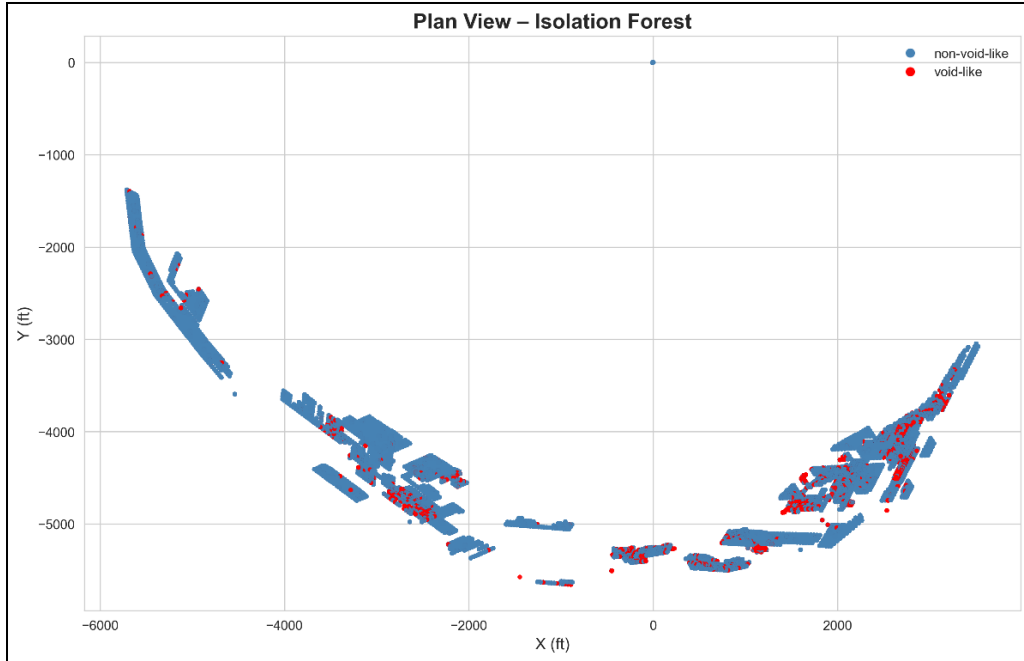 Plan View – Isolation Forest
non-void-like
void-like
0
−1000
−2000
−3000
−4000
−5000
Y (ft)
−6000
−4000
−2000
0
2000
X (ft)